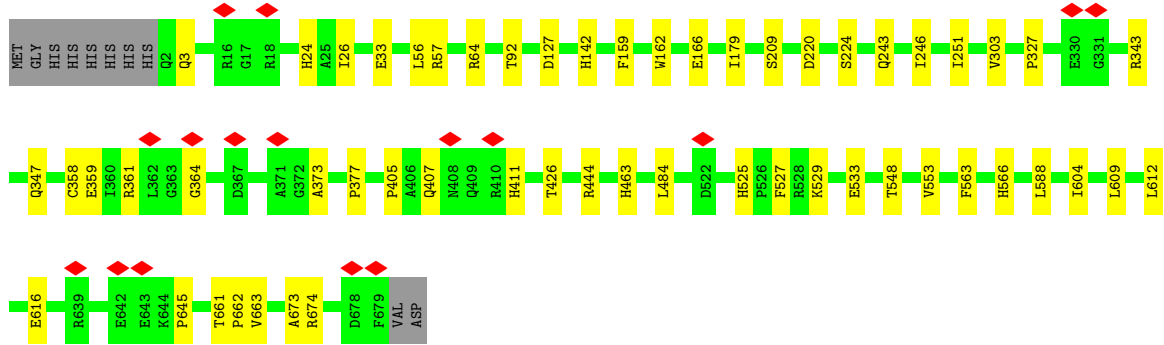 MET GLY HIS HIS HIS HIS HIS HIS Q2 Q3 R16 G17 R18 H24 A25 I26 E33 L56 R57 R64 T92 D127 H142 F159 W162 E166 I179 S209 D220 S224 Q243 I246 I251 V303 P327 E330 G331 R343
Q347 C358 E359 I360 R361 L362 G363 G364 D367 A371 G372 A373 P377 P405 A406 Q407 N408 Q409 R410 H411 T426 R444 H463 L484 D522 H525 P526 F527 R528 K529 E533 T548 V553 F563 H566 L588 I604 L609 L612
E616 R639 E642 E643 K644 P645 T661 P662 V663 A673 R674 D678 F679 VAL ASP